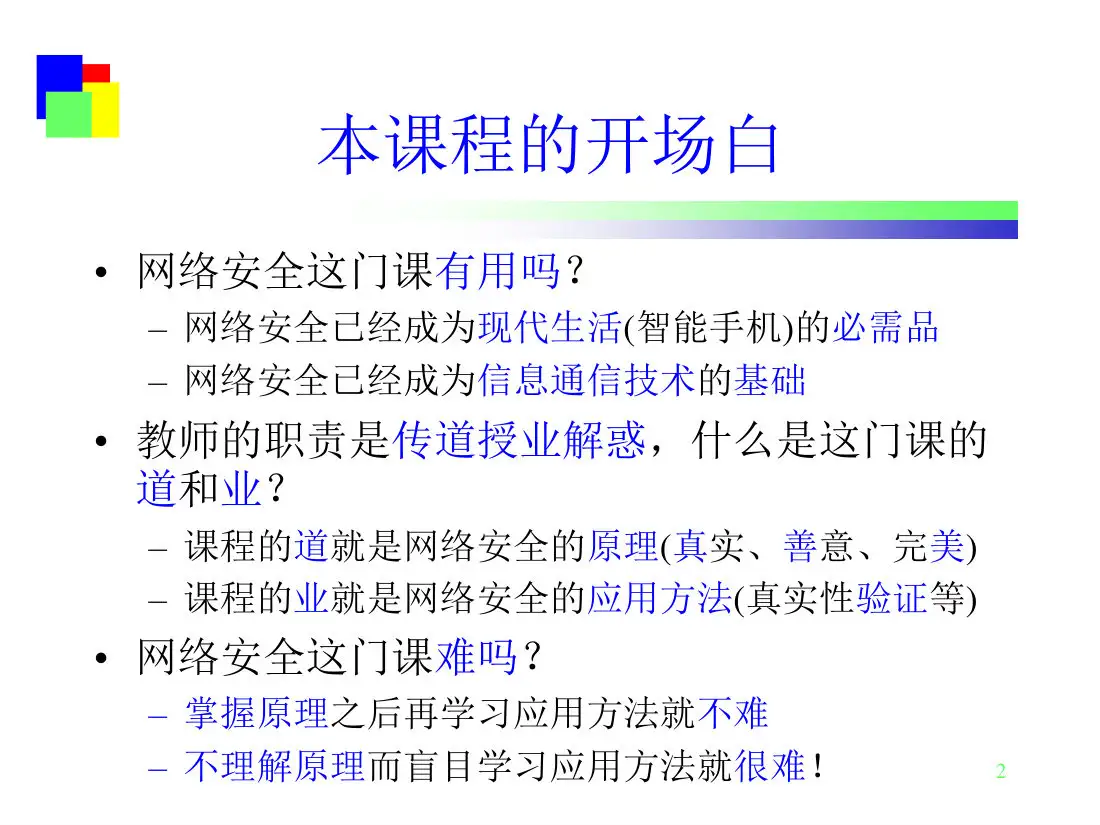 本课程的开场白
• 网络安全这门课有用吗?
– 网络安全已经成为现代生活(智能手机)的必需品
– 网络安全已经成为信息通信技术的基础
• 教师的职责是传道授业解惑，什么是这门课的
道和业?
– 课程的道就是网络安全的原理(真实、善意、完美)
– 课程的业就是网络安全的应用方法(真实性验证等)
• 网络安全这门课难吗?
– 掌握原理之后再学习应用方法就不难
– 不理解原理而盲目学习应用方法就很难!
2